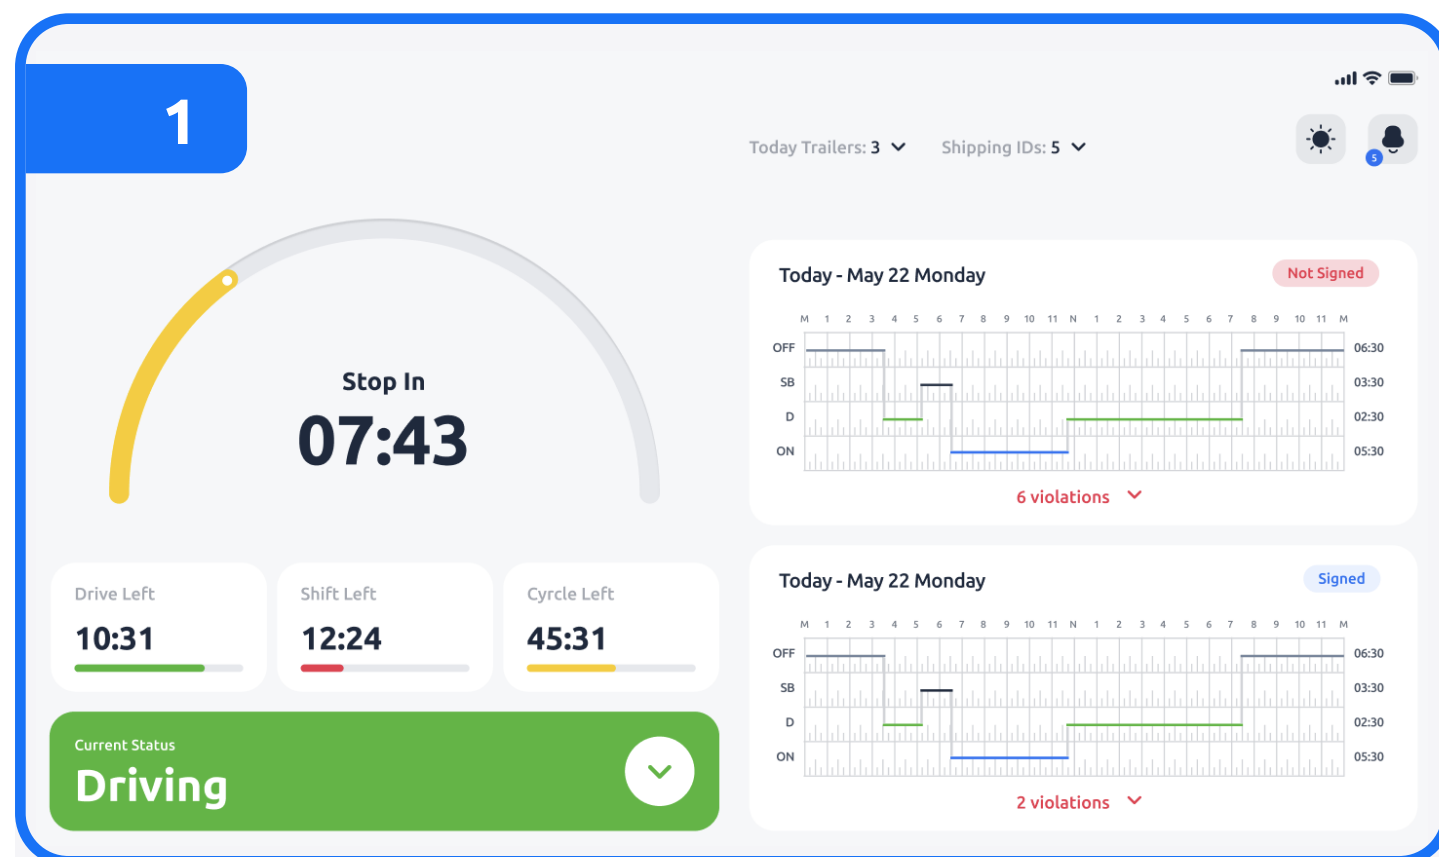 1
Today Trailers: 3
Shipping IDs: 5
5
Stop In
07:43
Drive Left
10:31
Shift Left
12:24
Cyrcle Left
45:31
Current Status
Driving
Today - May 22 Monday
Not Signed
M 1 2 3 4 5 6 7 8 9 10 11 N 1 2 3 4 5 6 7 8 9 10 11 M
OFF 06:30
SB 03:30
D 02:30
ON 05:30
6 violations
Today - May 22 Monday
Signed
M 1 2 3 4 5 6 7 8 9 10 11 N 1 2 3 4 5 6 7 8 9 10 11 M
OFF 06:30
SB 03:30
D 02:30
ON 05:30
2 violations